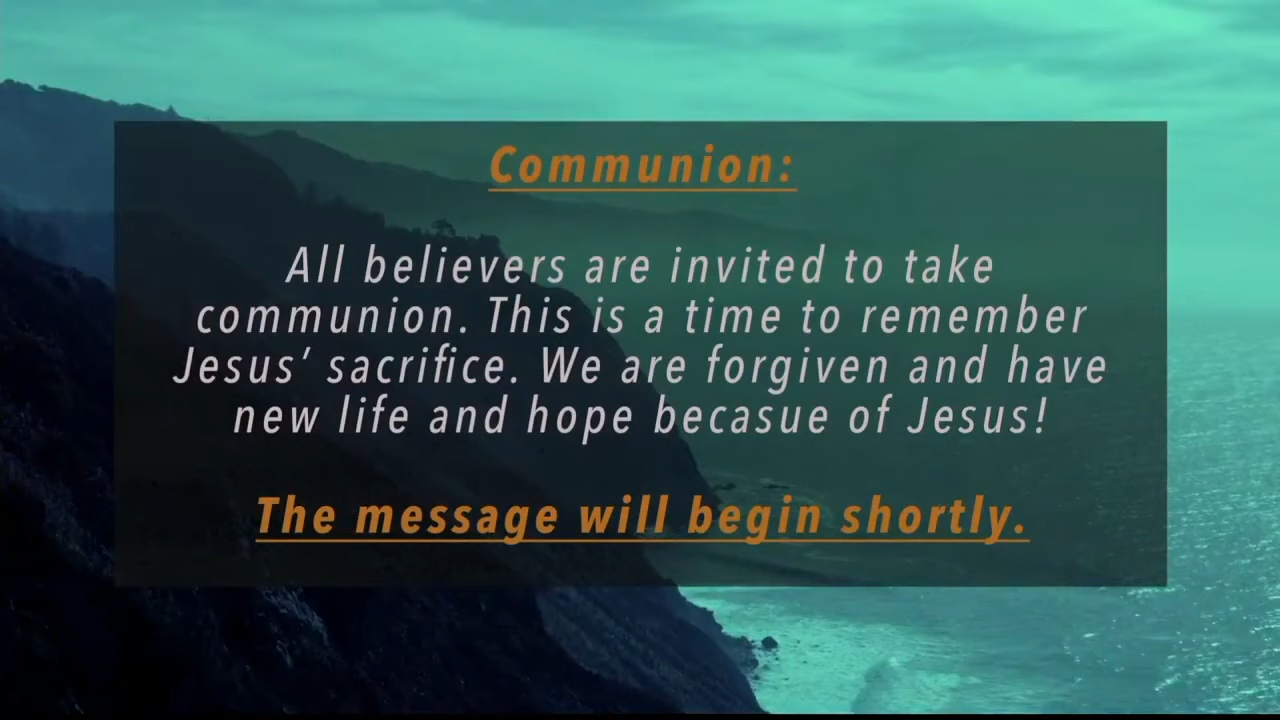 Communion:
All believers are invited to take
communion. This is a time to remember
Jesus’ sacrifice. We are forgiven and have
new life and hope becasue of Jesus!
The message will begin shortly.